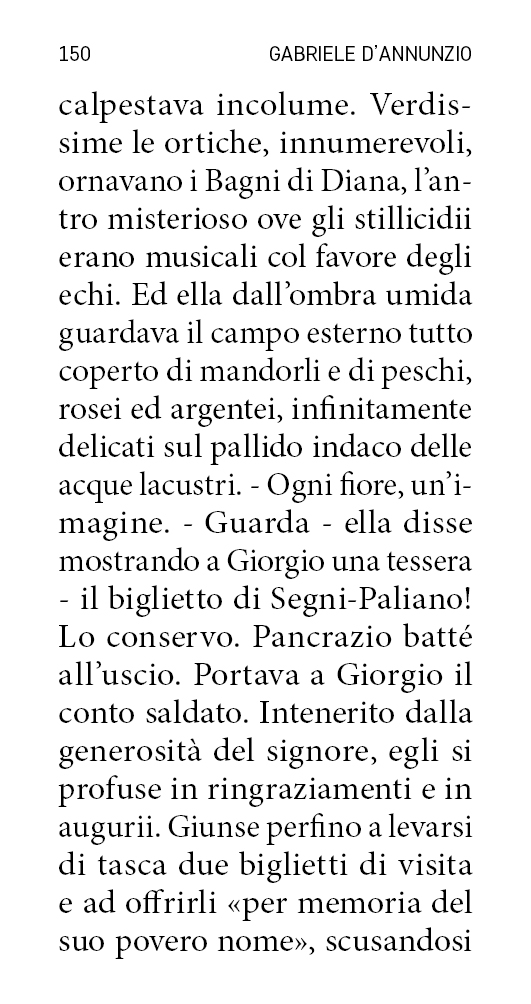 150 GABRIELE D’ANNUNZIO
calpestava incolume. Verdis-
sime le ortiche, innumerevoli,
ornavano i Bagni di Diana, l’an-
tro misterioso ove gli stillicidii
erano musicali col favore degli
echi. Ed ella dall’ombra umida
guardava il campo esterno tutto
coperto di mandorli e di peschi,
rosei ed argentei, infinitamente
delicati sul pallido indaco delle
acque lacustri. - Ogni fiore, un’i-
magine. - Guarda - ella disse
mostrando a Giorgio una tessera
- il biglietto di Segni-Paliano!
Lo conservo. Pancrazio batté
all’uscio. Portava a Giorgio il
conto saldato. Intenerito dalla
generosità del signore, egli si
profuse in ringraziamenti e in
augurii. Giunse perfino a levarsi
di tasca due biglietti di visita
e ad offrirli «per memoria del
suo povero nome», scusandosi